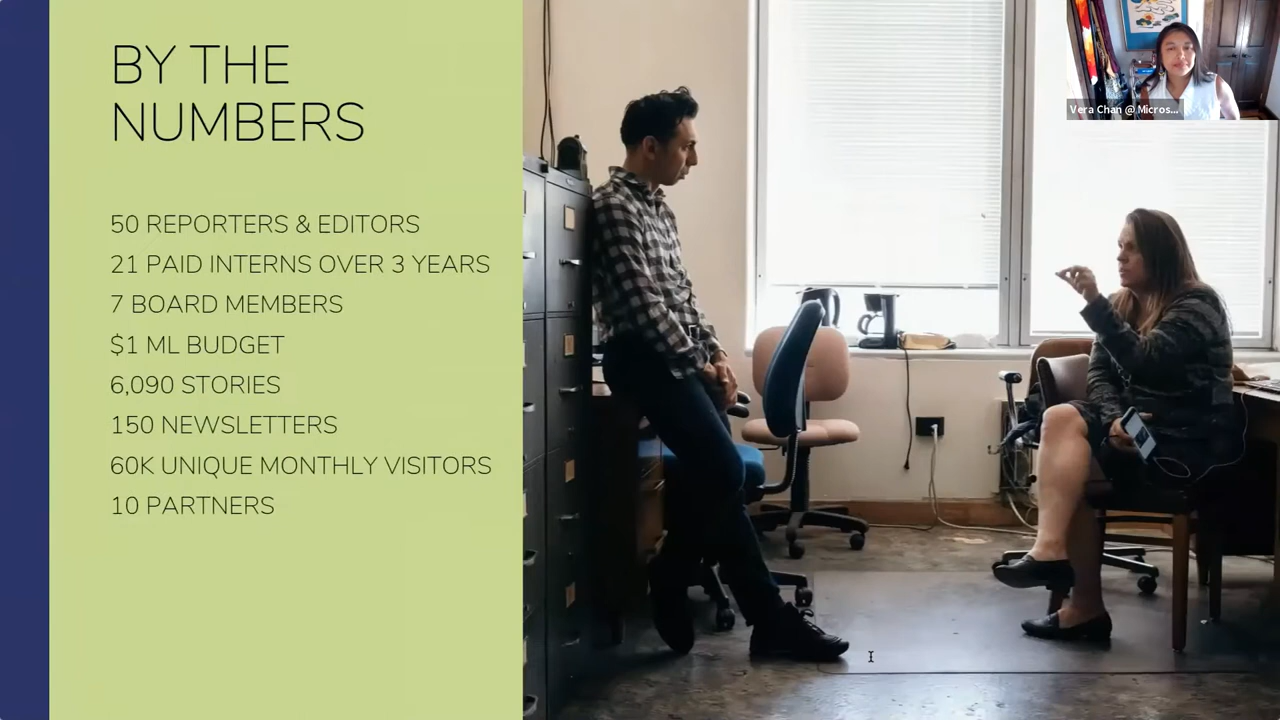 BY THE
NUMBERS
50 REPORTERS & EDITORS
21 PAID INTERNS OVER 3 YEARS
7 BOARD MEMBERS
$1 ML BUDGET
6,090 STORIES
150 NEWSLETTERS
60K UNIQUE MONTHLY VISITORS
10 PARTNERS
Vera Chan @ Micros...